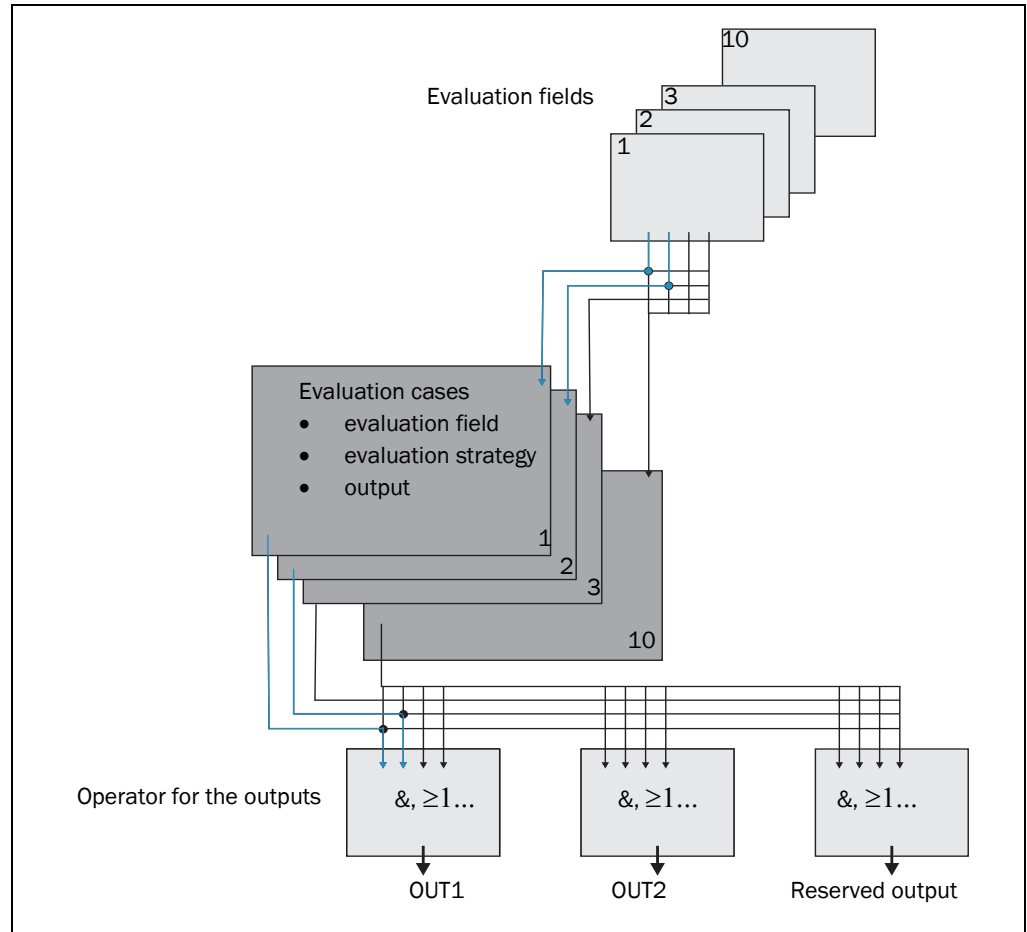 10
Evaluation fields
3
2
1
Evaluation cases
• evaluation field
• evaluation strategy
• output
1
2
3
10
Operator for the outputs
&, ≥1...
&, ≥1...
&, ≥1...
OUT1
OUT2
Reserved output